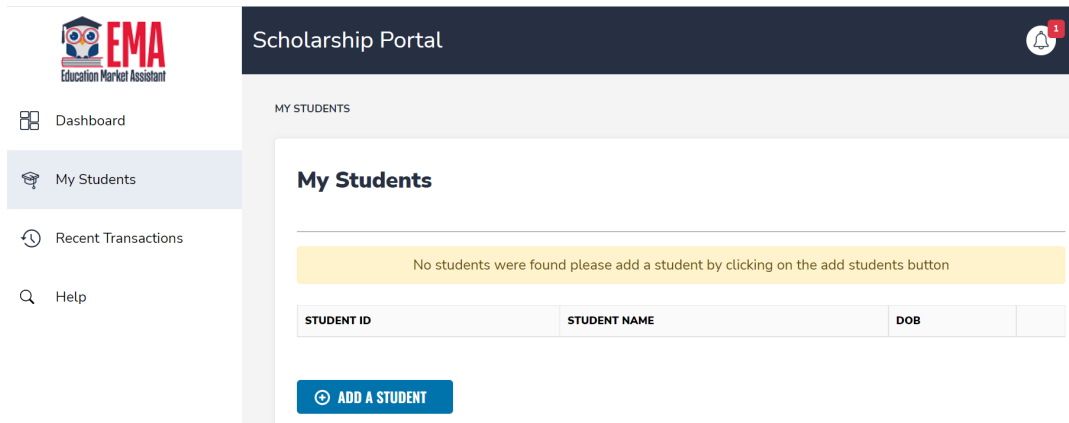 EMA
Education Market Assistant
Scholarship Portal
1
Dashboard
My Students
Recent Transactions
Help
MY STUDENTS
My Students
No students were found please add a student by clicking on the add students button
STUDENT ID STUDENT NAME DOB
ADD A STUDENT